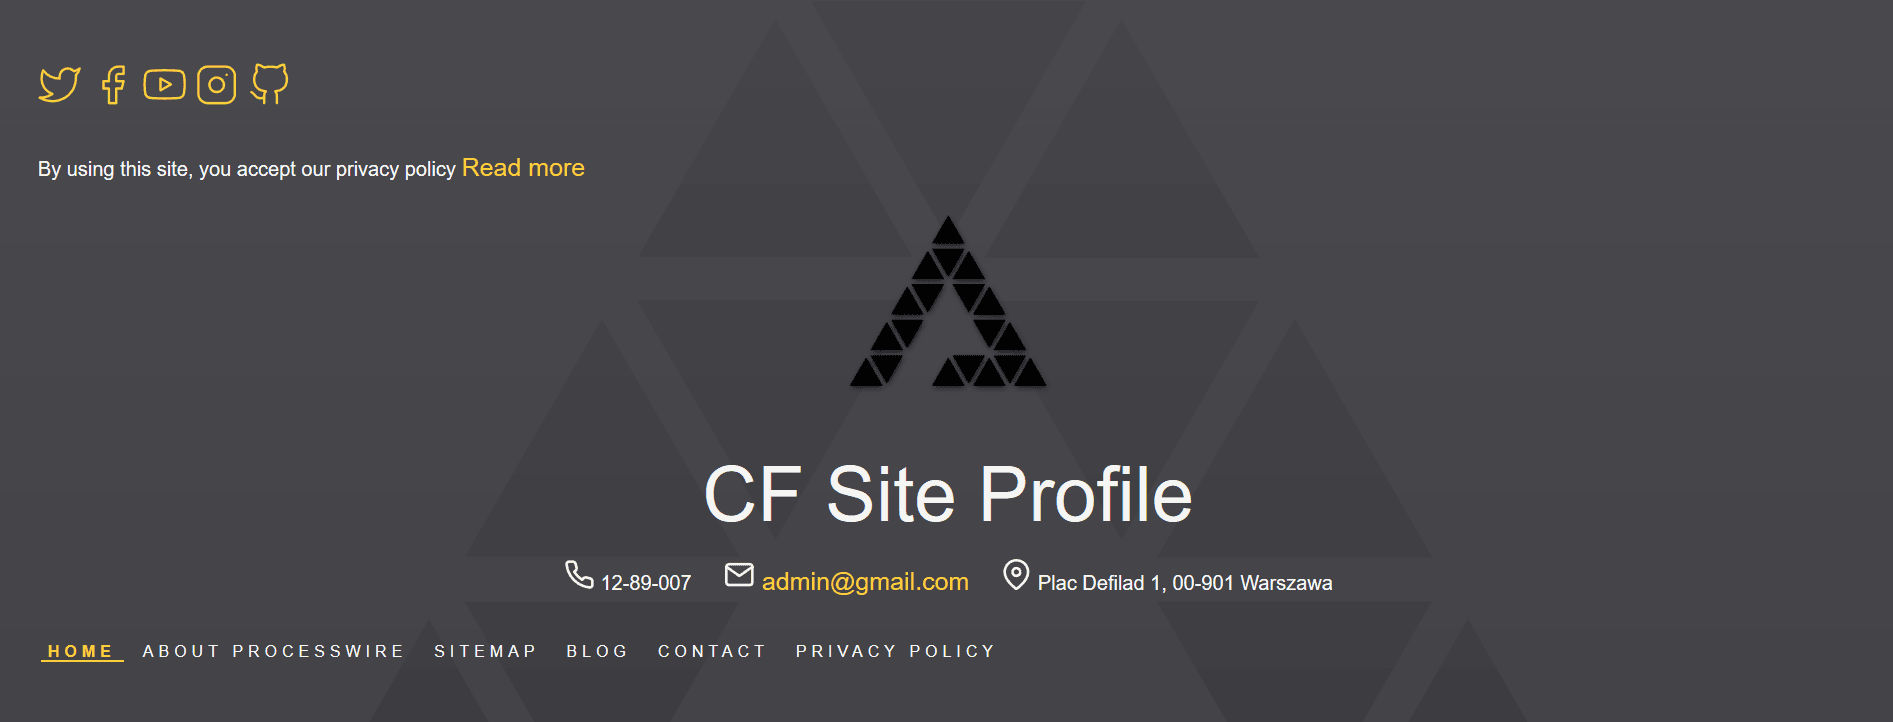 By using this site, you accept our privacy policy Read more
CF Site Profile
12-89-007 admin@gmail.com Plac Defilad 1, 00-901 Warszawa
HOME ABOUT PROCESSWIRE SITEMAP BLOG CONTACT PRIVACY POLICY